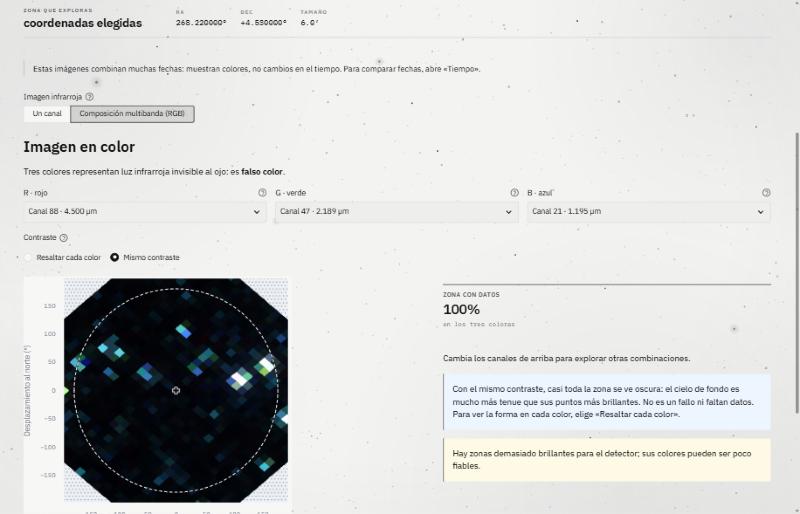 ZONA QUE EXPLORAS
coordenadas elegidas
RA
268.220000°
DEC
+4.530000°
TAMAÑO
6.0′
Estas imágenes combinan muchas fechas: muestran colores, no cambios en el tiempo. Para comparar fechas, abre «Tiempo».
Imagen infrarroja ?
Un canal
Composición multibanda (RGB)
Imagen en color
Tres colores representan luz infrarroja invisible al ojo: es falso color.
R · rojo ?
G · verde ?
B · azul ?
Canal 88 · 4.500 µm
Canal 47 · 2.189 µm
Canal 21 · 1.195 µm
Contraste ?
Resaltar cada color
Mismo contraste
Desplazamiento al norte (″)
150
100
50
0
−50
−100
−150
ZONA CON DATOS
100%
en los tres colores
Cambia los canales de arriba para explorar otras combinaciones.
Con el mismo contraste, casi toda la zona se ve oscura: el cielo de fondo es
mucho más tenue que sus puntos más brillantes. No es un fallo ni faltan datos.
Para ver la forma en cada color, elige «Resaltar cada color».
Hay zonas demasiado brillantes para el detector; sus colores pueden ser poco
fiables.